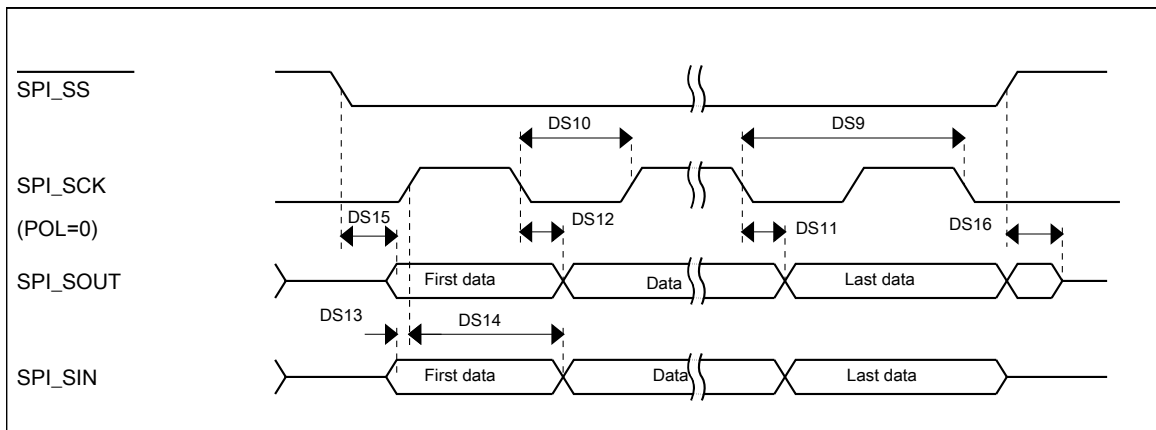 SPI_SS
DS10
DS9
SPI_SCK
(POL=0)
DS15
DS12
DS11
DS16
SPI_SOUT
First data
Data
Last data
DS13
DS14
SPI_SIN
First data
Data
Last data